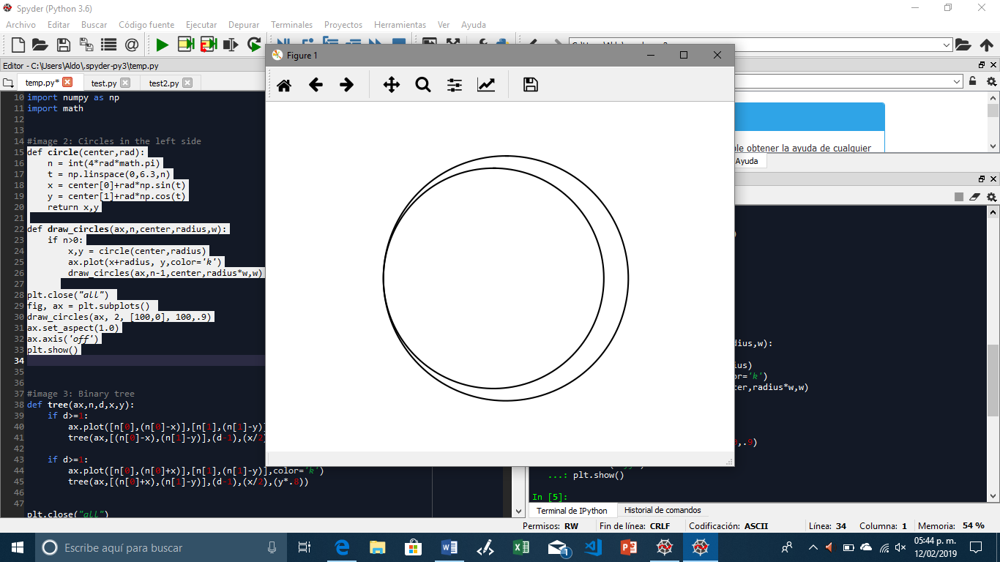 Spyder (Python 3.6)
Archivo Editar Buscar Código fuente Ejecutar Depurar Terminales Proyectos Herramientas Ver Ayuda
Editor - C:\Users\Aldo\.spyder-py3\temp.py
temp.py* test.py test2.py
10 import numpy as np
11 import math
12
13
14 #image 2: Circles in the left side
15 def circle(center,rad):
16 n = int(4*rad*math.pi)
17 t = np.linspace(0,6.3,n)
18 x = center[0]+rad*np.sin(t)
19 y = center[1]+rad*np.cos(t)
20 return x,y
21
22 def draw_circles(ax,n,center,radius,w):
23 if n>0:
24 x,y = circle(center,radius)
25 ax.plot(x+radius, y,color='k')
26 draw_circles(ax,n-1,center,radius*w,w)
27
28 plt.close("all")
29 fig, ax = plt.subplots()
30 draw_circles(ax, 2, [100,0], 100,.9)
31 ax.set_aspect(1.0)
32 ax.axis('off')
33 plt.show()
34
35
36
37 #image 3: Binary tree
38 def tree(ax,n,d,x,y):
39 if d>=1:
40 ax.plot([n[0],(n[0]-x)],[n[1],(n[1]-y)]
41 tree(ax,[(n[0]-x),(n[1]-y)],(d-1),(x/2)
42
43 if d>=1:
44 ax.plot([n[0],(n[0]+x)],[n[1],(n[1]-y)],color='k')
45 tree(ax,[(n[0]+x),(n[1]-y)],(d-1),(x/2),(y*.8))
46
47
plt.close("all")
Figure 1
ble obtener la ayuda de cualquier
Ayuda
dius,w):
ius)
or='k')
ter,radius*w,w)
0,.9)
...: plt.show()
In [5]:
Terminal de IPython Historial de comandos
Permisos: RW Fin de línea: CRLF Codificación: ASCII Línea: 34 Columna: 1 Memoria: 54 %
Escribe aquí para buscar
1
05:44 p. m.
12/02/2019